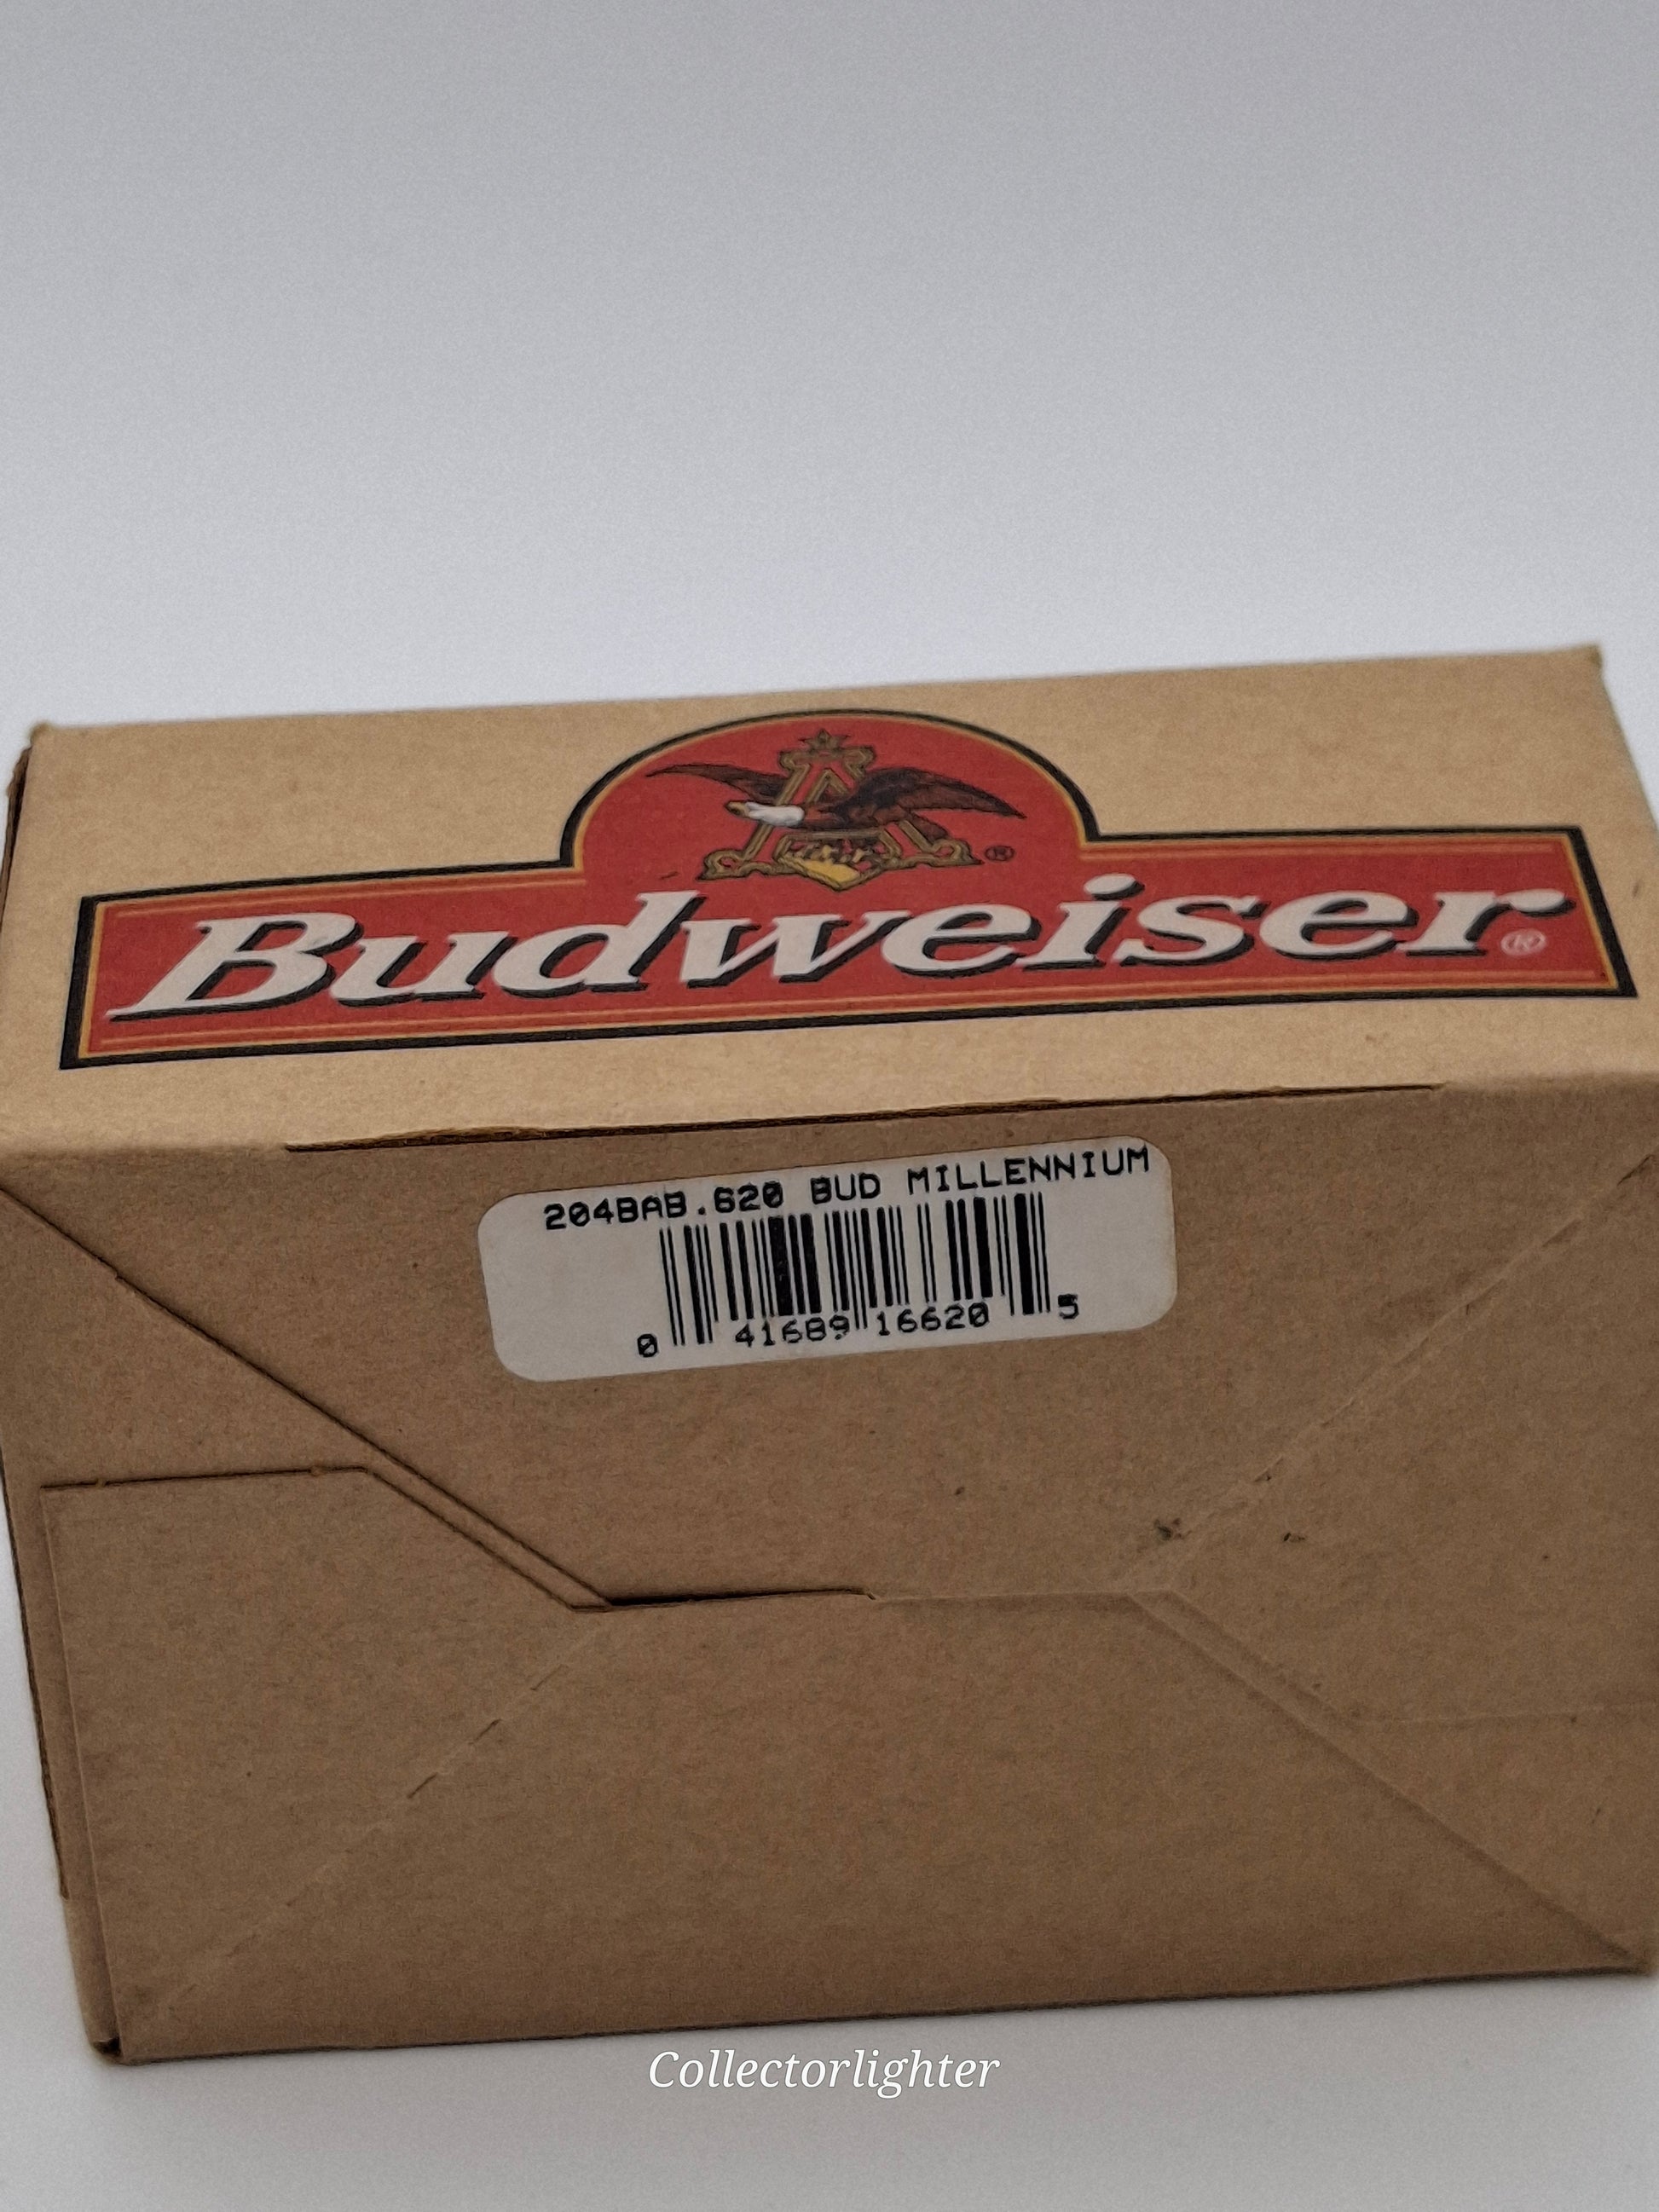 Budweiser®
204BAB.620 BUD MILLENNIUM
0 41689 16620 5
Collectorlighter